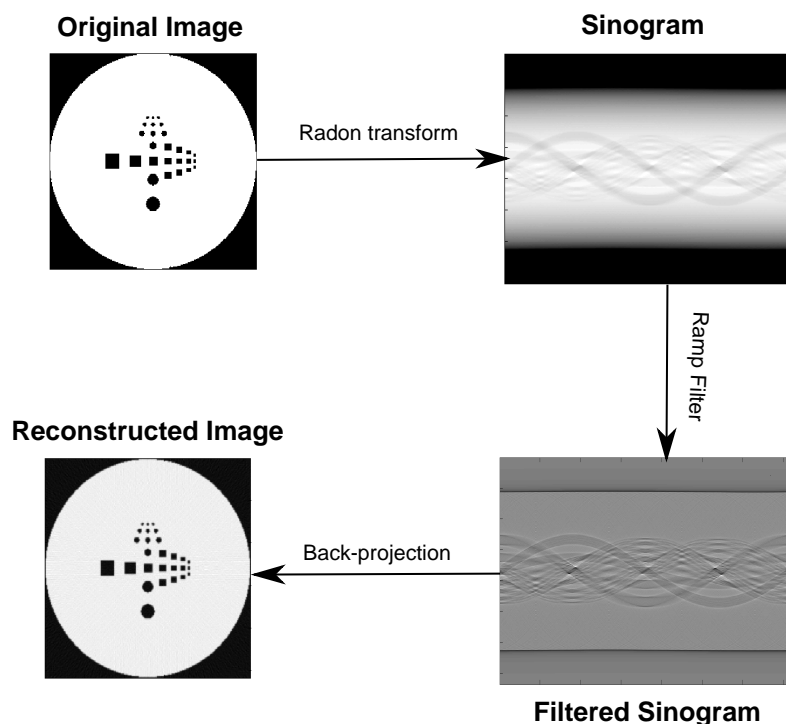 Original Image
Sinogram
Radon transform
Ramp Filter
Reconstructed Image
Back-projection
Filtered Sinogram